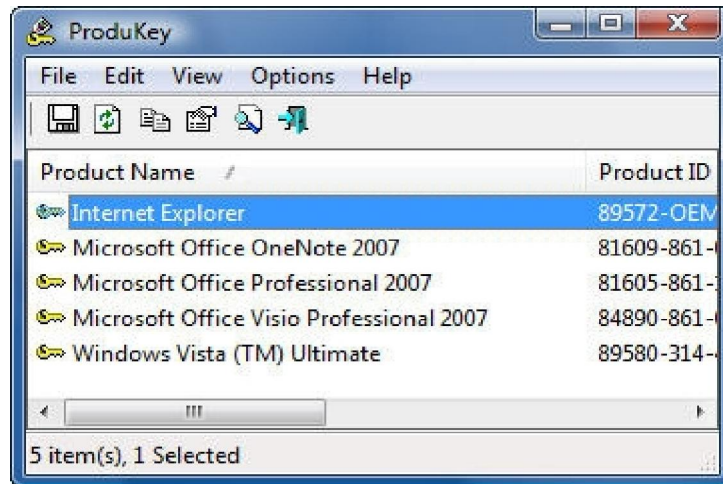 ProduKey
File Edit View Options Help
Product Name Product ID
Internet Explorer 89572-OEM
Microsoft Office OneNote 2007 81609-861-
Microsoft Office Professional 2007 81605-861-
Microsoft Office Visio Professional 2007 84890-861-
Windows Vista (TM) Ultimate 89580-314-
5 item(s), 1 Selected